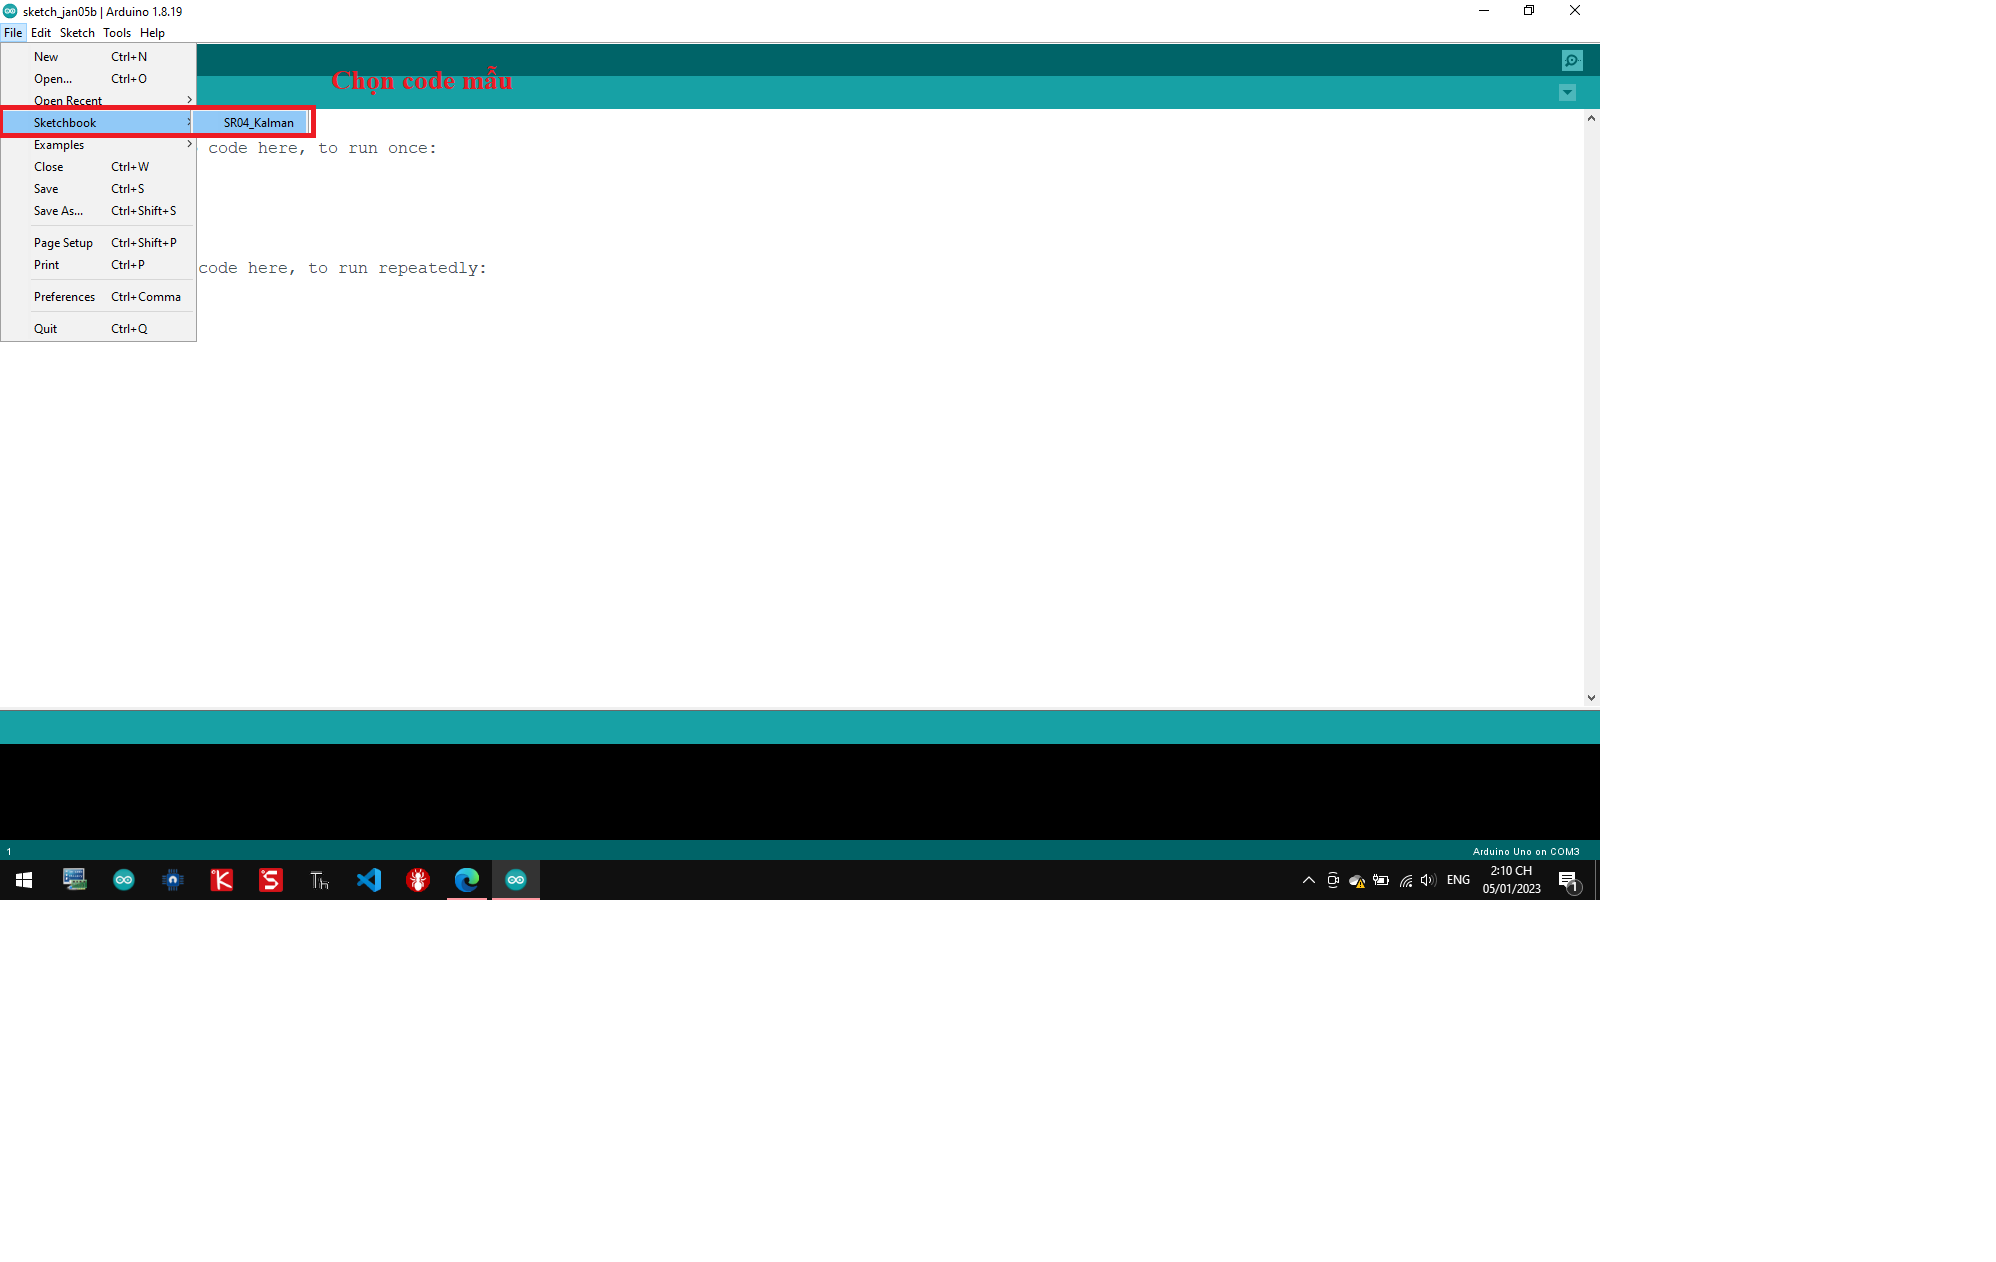 sketch_jan05b | Arduino 1.8.19
File Edit Sketch Tools Help
New Ctrl+N
Open... Ctrl+O
Chọn code mẫu
Open Recent
Sketchbook SR04_Kalman
Examples
code here, to run once:
Close Ctrl+W
Save Ctrl+S
Save As... Ctrl+Shift+S
Page Setup Ctrl+Shift+P
Print Ctrl+P
code here, to run repeatedly:
Preferences Ctrl+Comma
Quit Ctrl+Q
1 Arduino Uno on COM3
ENG
2:10 CH
05/01/2023
1